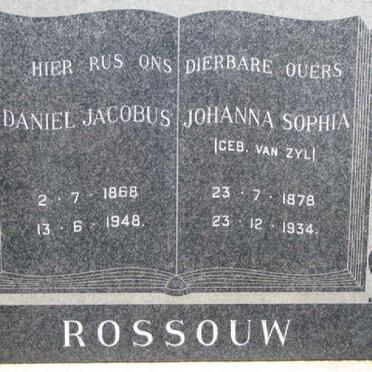 HIER RUS ONS DIERBARE OUERS
DANIEL JACOBUS
2 · 7 · 1868
13 · 6 · 1948.
JOHANNA SOPHIA
(GEB. VAN ZYL)
23 · 7 · 1878
23 · 12 · 1934.
ROSSOUW